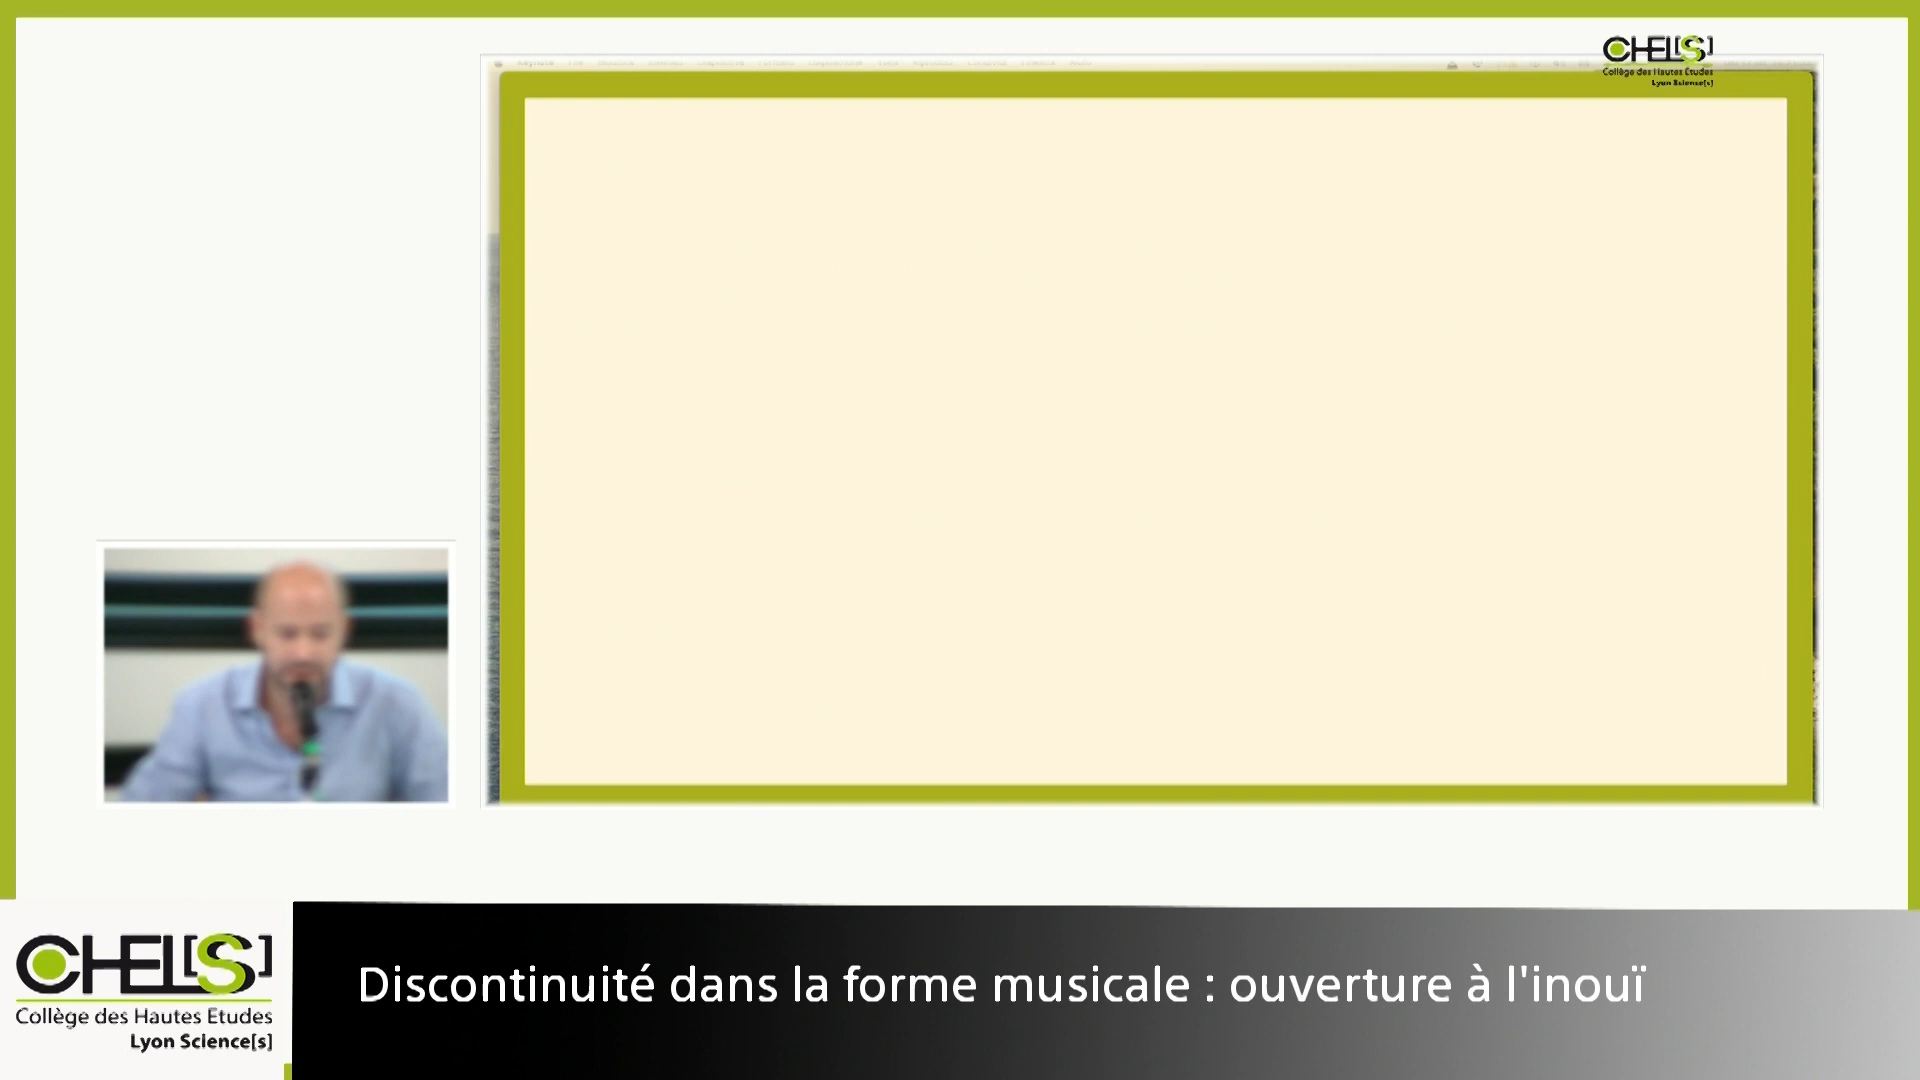 CHEL[S]
Collège des Hautes Etudes
Lyon Science[s]
CHEL[S]
Collège des Hautes Etudes
Lyon Science[s]
Discontinuité dans la forme musicale : ouverture à l'inouï